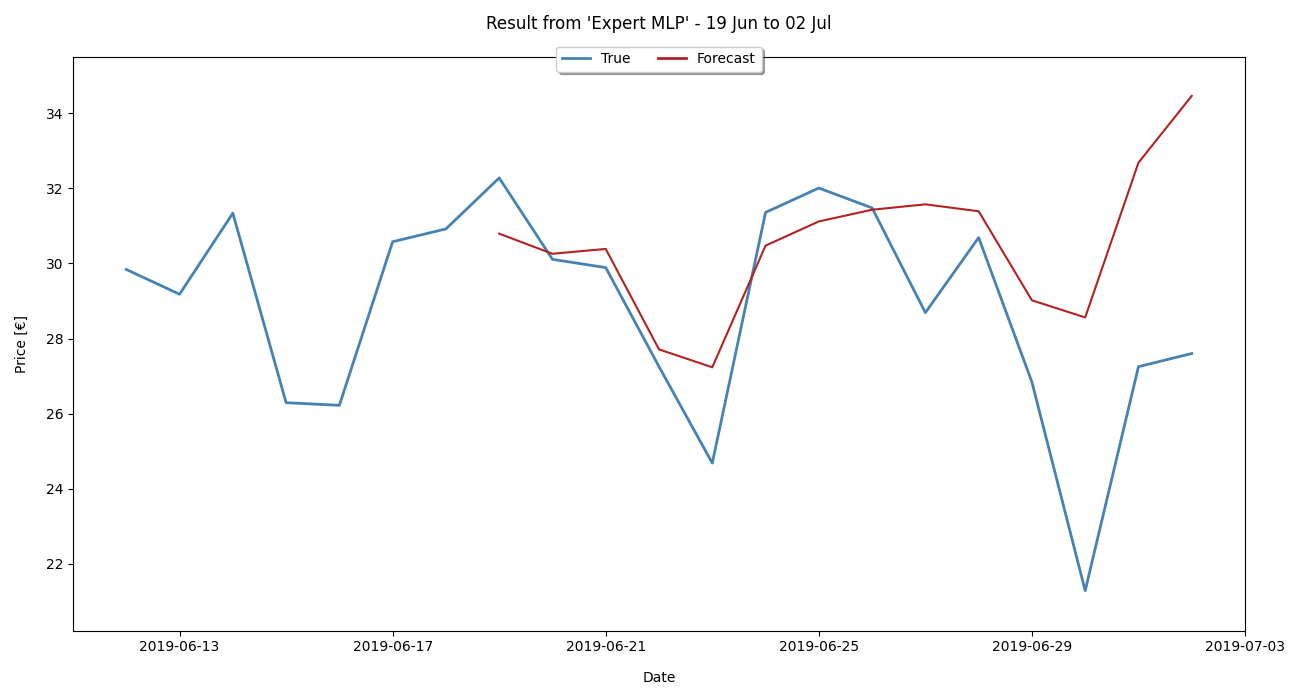 Result from 'Expert MLP' - 19 Jun to 02 Jul
True Forecast
34
32
30
28
26
24
22
Price [€]
2019-06-13 2019-06-17 2019-06-21 2019-06-25 2019-06-29 2019-07-03
Date